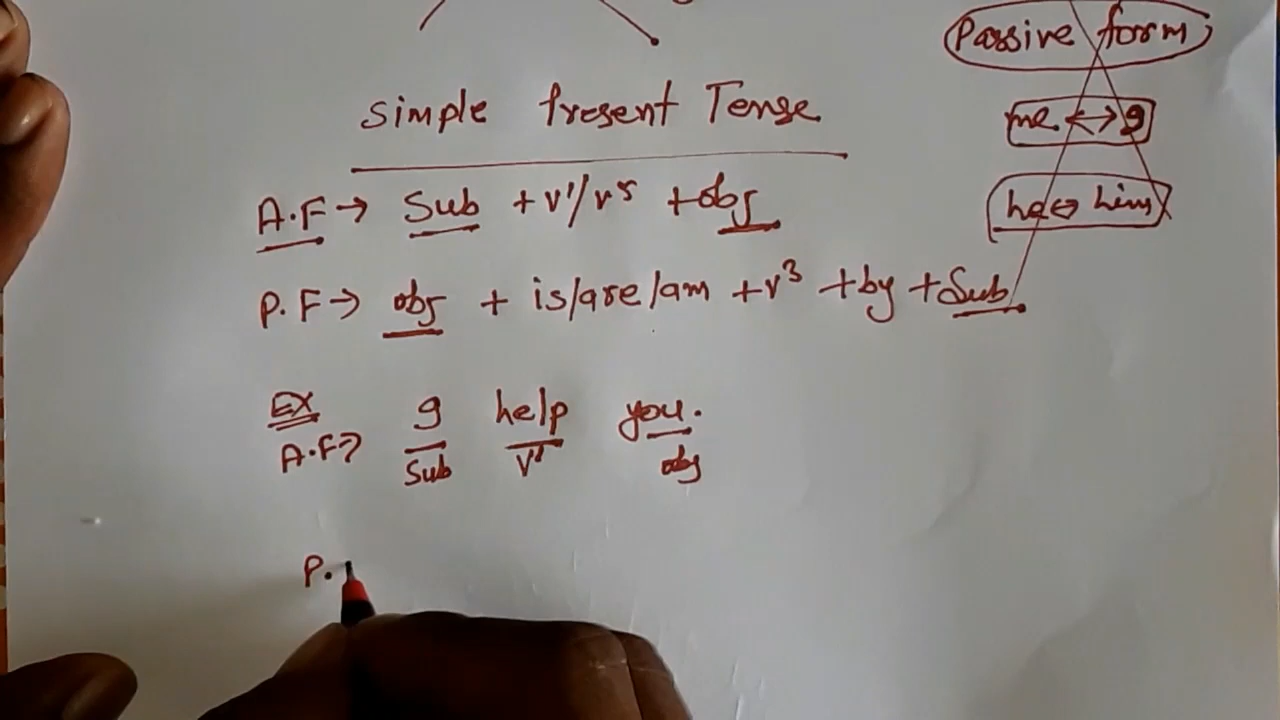 Passive form
Simple Present Tense
me ↔ I
A.F → Sub + v¹/vˢ + obj
he ↔ him
P.F → obj + is/are/am + v³ + by + Sub
EX
A.F → I help you.
Sub v¹ obj
P.